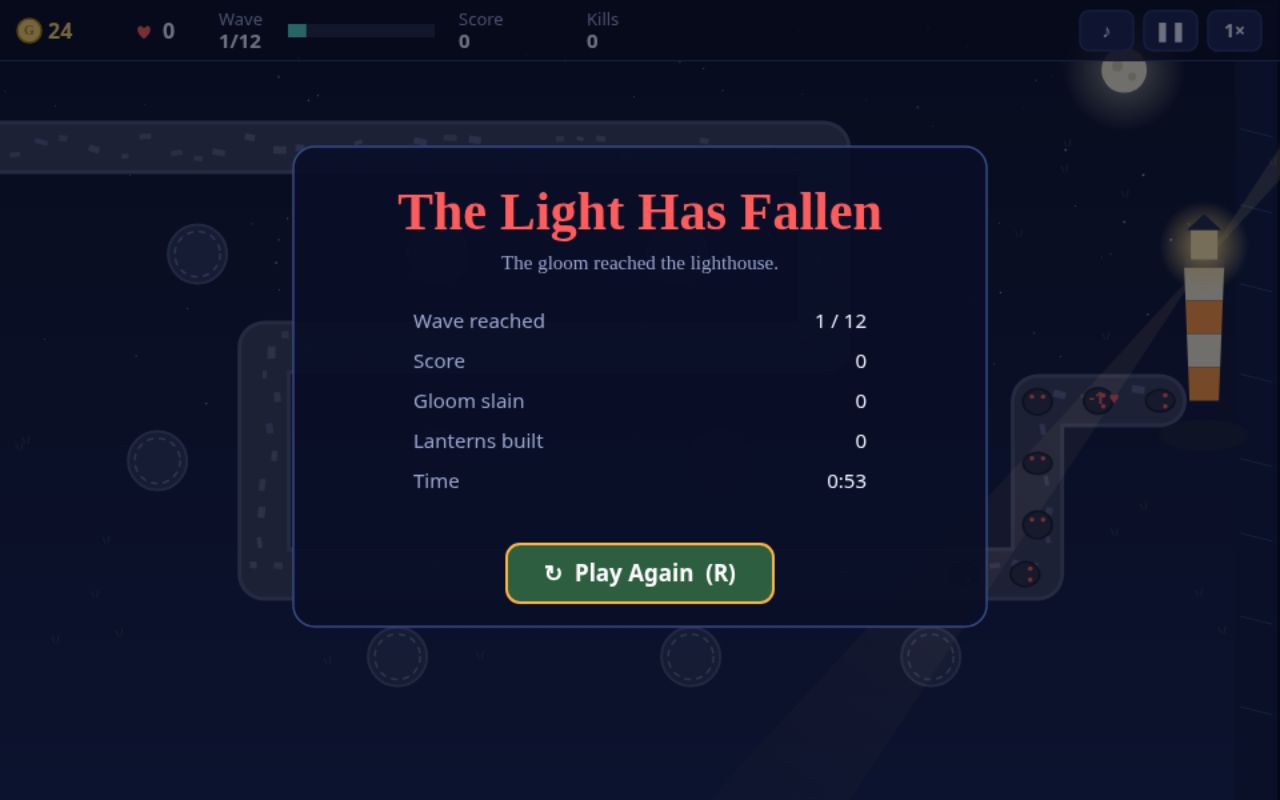 G 24
♥ 0
Wave
1/12
Score
0
Kills
0
♪
❚❚
1×
The Light Has Fallen
The gloom reached the lighthouse.
Wave reached 1 / 12
Score 0
Gloom slain 0
Lanterns built 0
Time 0:53
-1♥
↻ Play Again (R)